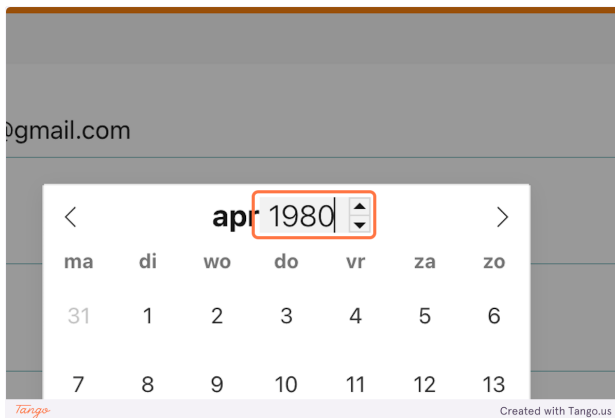 @gmail.com
apr 1980
ma di wo do vr za zo
31 1 2 3 4 5 6
7 8 9 10 11 12 13
Tango Created with Tango.us